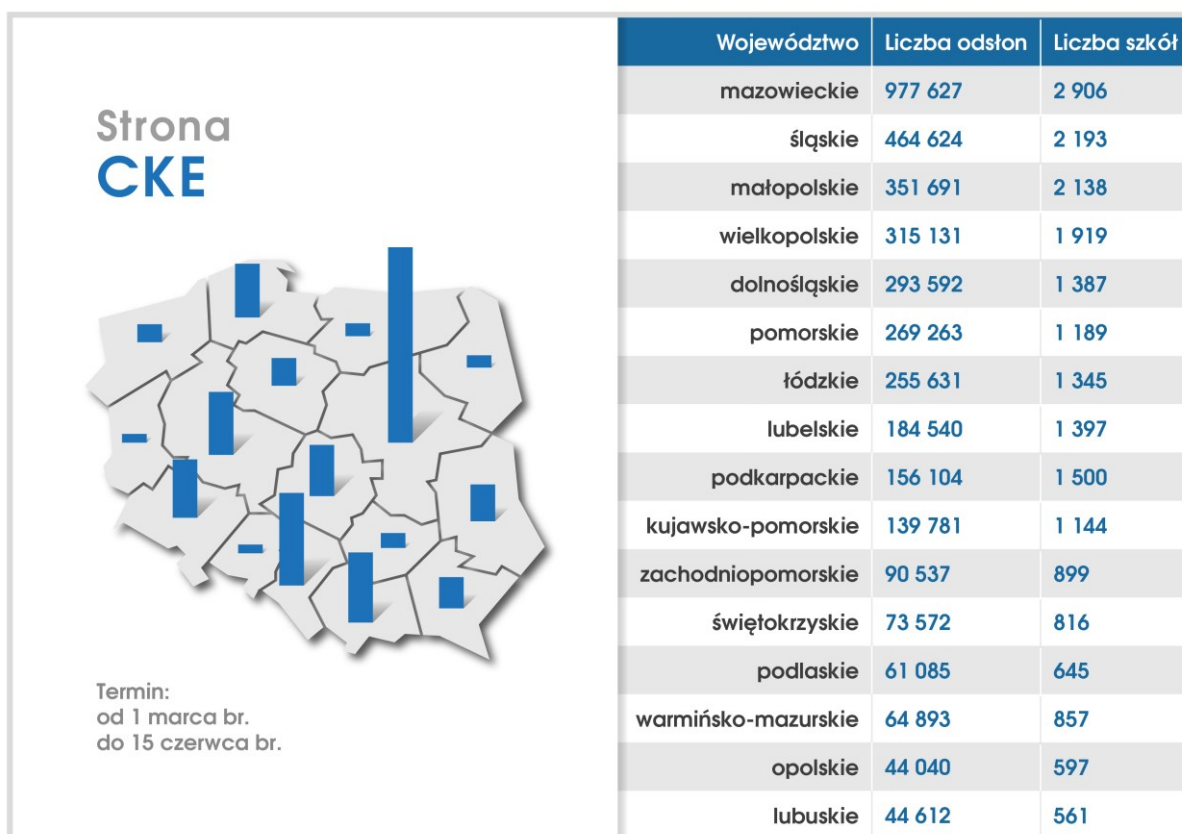 Strona
CKE
Termin:
od 1 marca br.
do 15 czerwca br.
Województwo Liczba odsłon Liczba szkół
mazowieckie 977 627 2 906
śląskie 464 624 2 193
małopolskie 351 691 2 138
wielkopolskie 315 131 1 919
dolnośląskie 293 592 1 387
pomorskie 269 263 1 189
łódzkie 255 631 1 345
lubelskie 184 540 1 397
podkarpackie 156 104 1 500
kujawsko-pomorskie 139 781 1 144
zachodniopomorskie 90 537 899
świętokrzyskie 73 572 816
podlaskie 61 085 645
warmińsko-mazurskie 64 893 857
opolskie 44 040 597
lubuskie 44 612 561